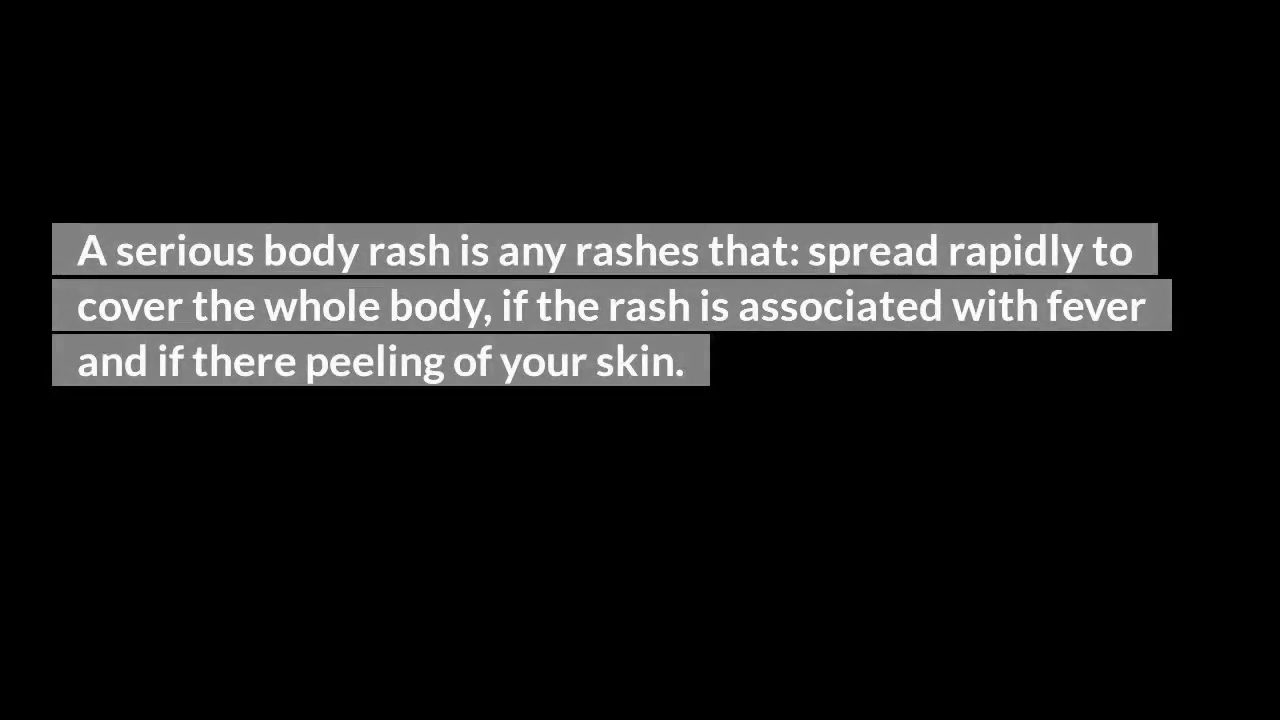 A serious body rash is any rashes that: spread rapidly to
cover the whole body, if the rash is associated with fever
and if there peeling of your skin.